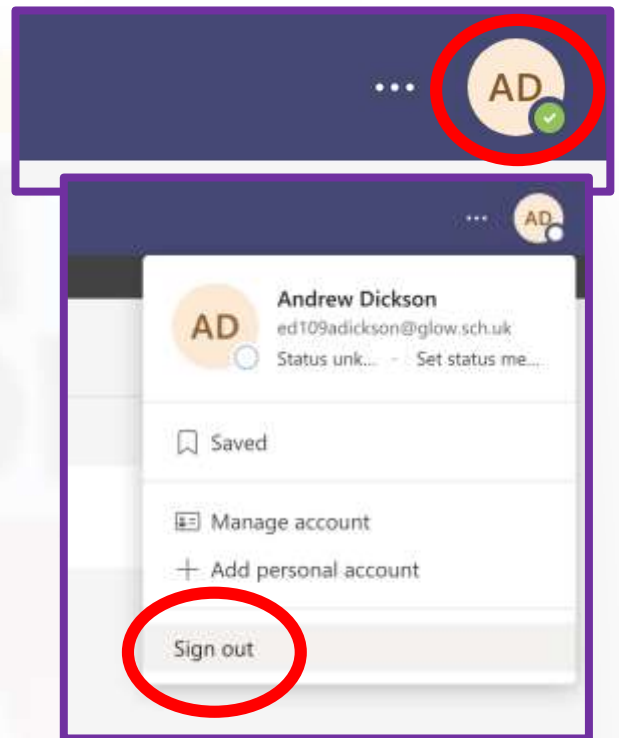 ... AD
... AD
AD
Andrew Dickson
ed109adickson@glow.sch.uk
Status unk... - Set status me...
Saved
Manage account
+ Add personal account
Sign out